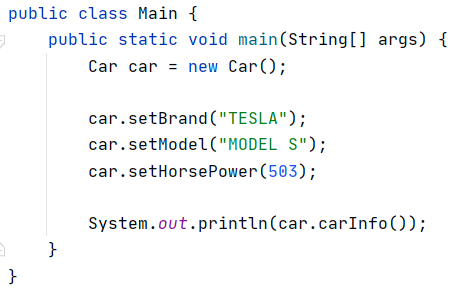 public class Main {
    public static void main(String[] args) {
        Car car = new Car();

        car.setBrand("TESLA");
        car.setModel("MODEL S");
        car.setHorsePower(503);

        System.out.println(car.carInfo());
    }
}